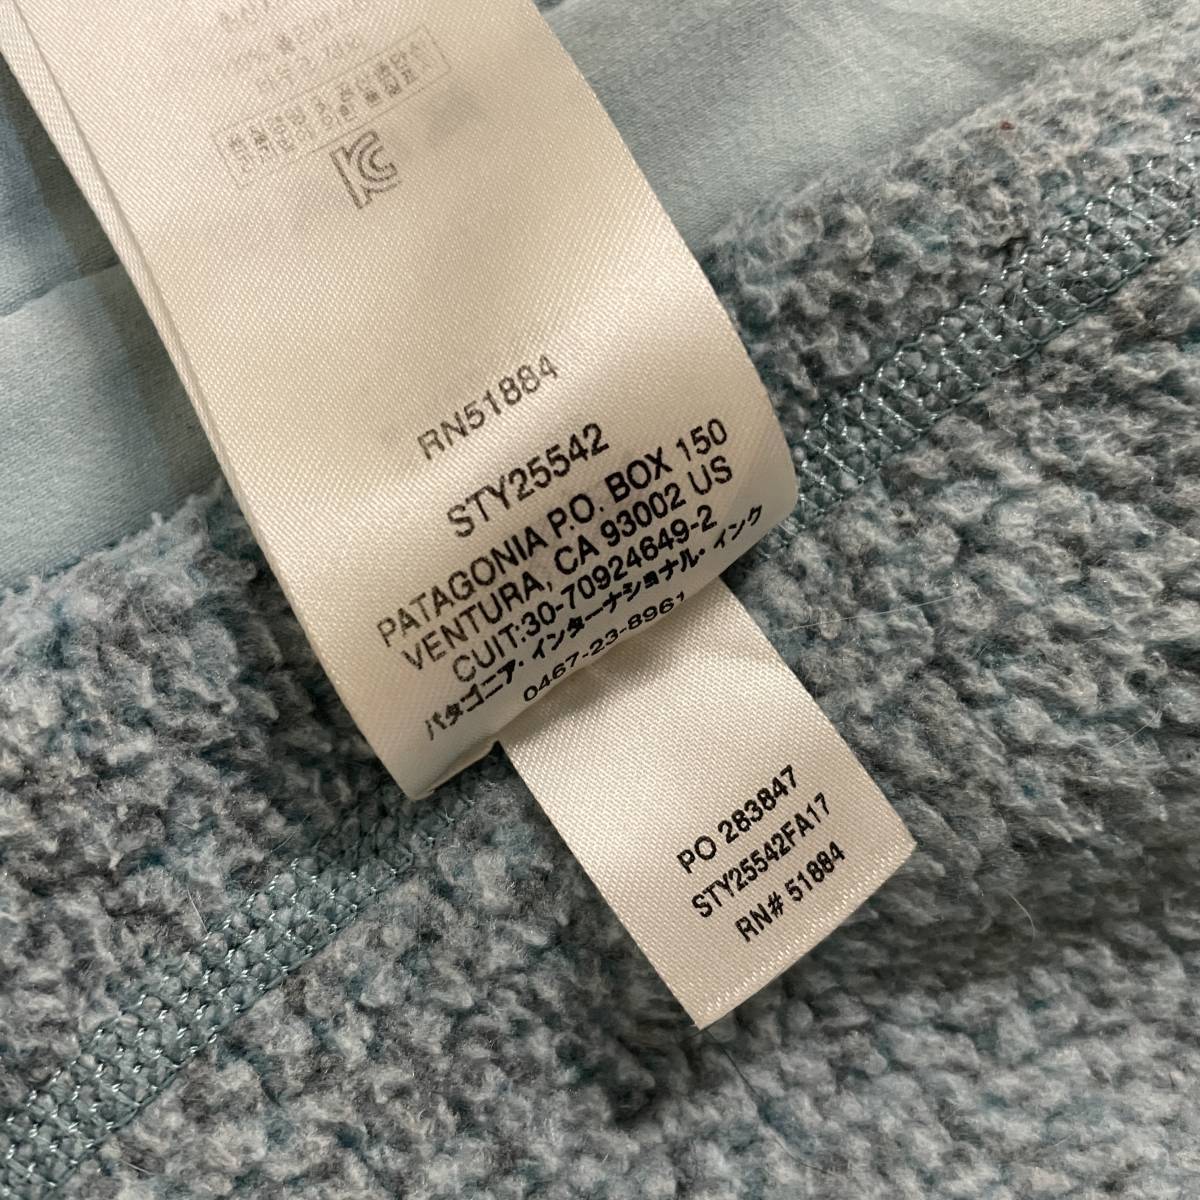 RN51884
STY25542
PATAGONIA P.O. BOX 150
VENTURA, CA 93002 US
CUIT:30-70924649-2
パタゴニア・インターナショナル・インク
0467-23-8961
PO 283847
STY25542FA17
RN# 51884